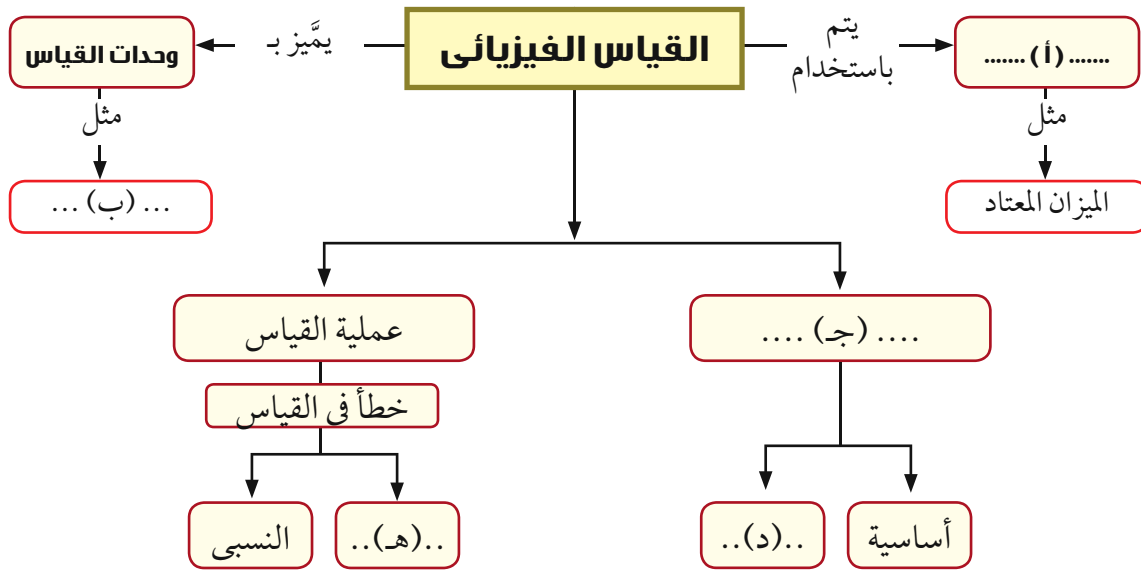 القياس الفيزيائى
يتم
باستخدام
.......(أ).......
مثل
الميزان المعتاد
يمَّيز بـ
وحدات القياس
مثل
... (ب) ...
.... (جـ) ....
أساسية
..(د)..
عملية القياس
خطأ فى القياس
..(هـ)..
النسبى